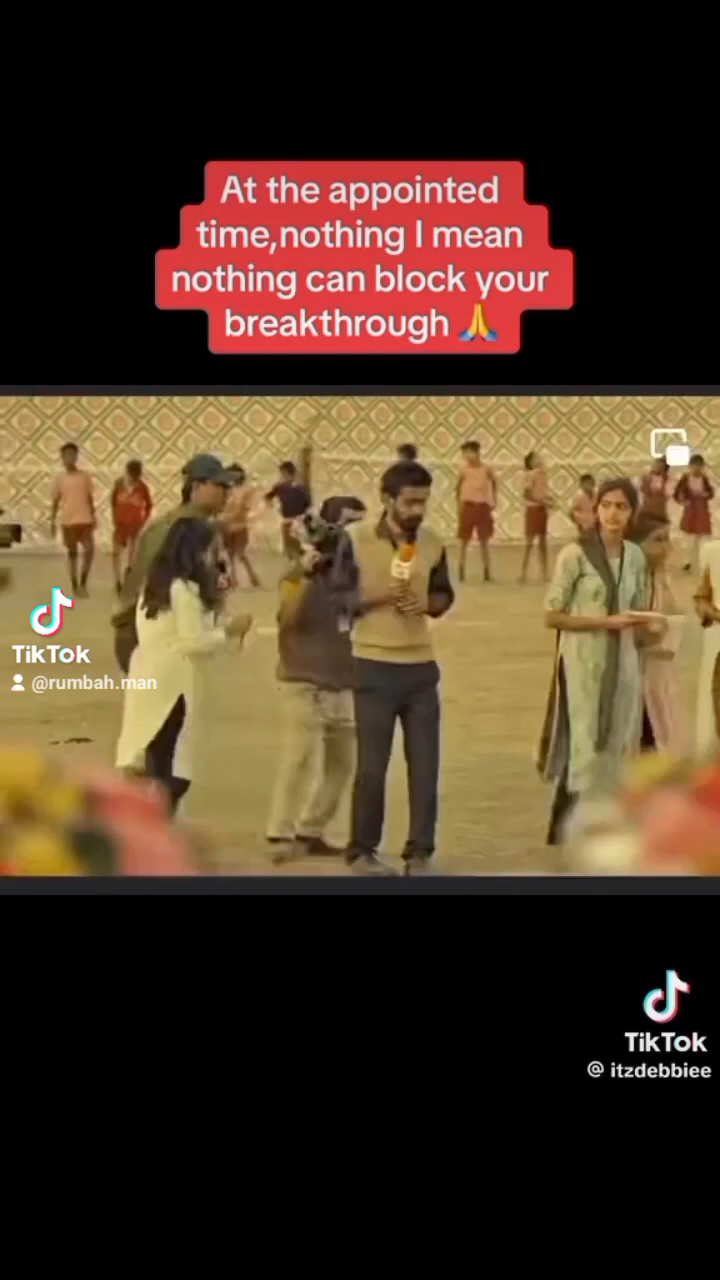 At the appointed
time,nothing I mean
nothing can block your
breakthrough 🙏
TikTok
@rumbah.man
TikTok
@ itzdebbiee